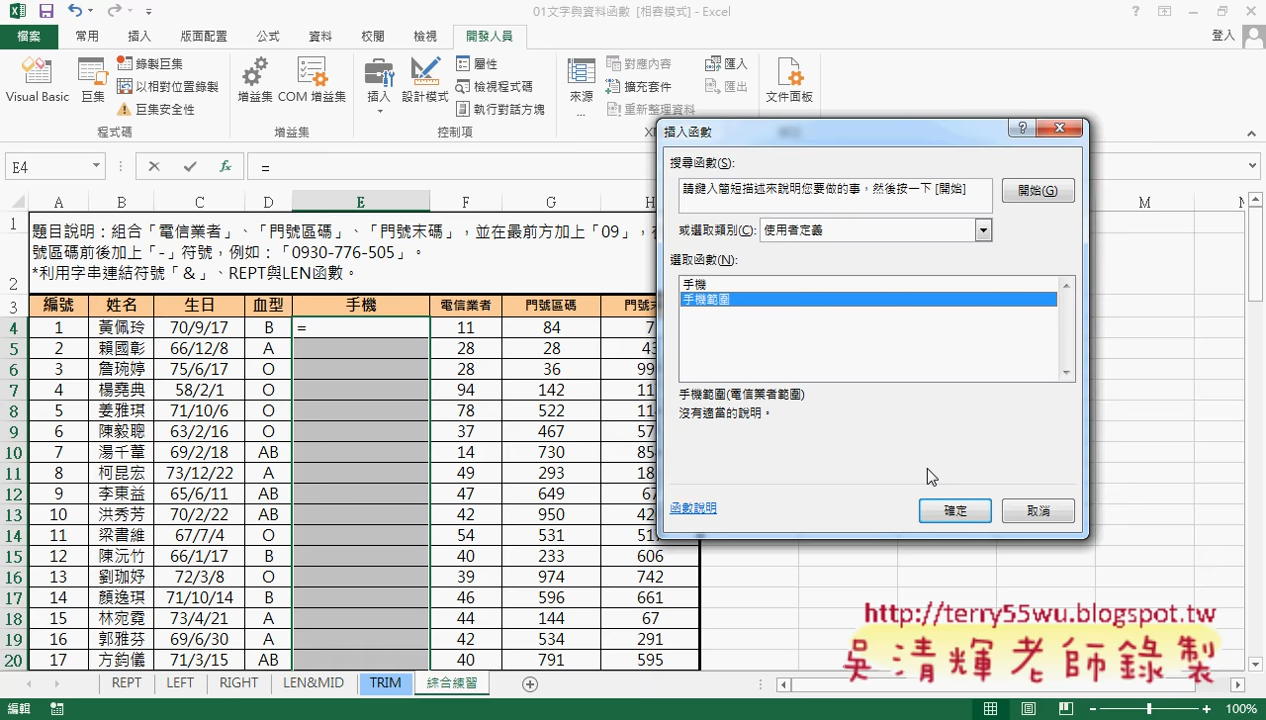 01文字與資料函數 [相容模式] - Excel
檔案 常用 插入 版面配置 公式 資料 校閱 檢視 開發人員 登入
Visual Basic 巨集 錄製巨集 以相對位置錄製 巨集安全性 增益集 COM 增益集 插入 設計模式 屬性 檢視程式碼 執行對話方塊 來源 ... 對應內容 擴充套件 重新整理資料 匯入 匯出 文件面板
程式碼 增益集 控制項
E4 =
A B C D E F G H M
題目說明：組合「電信業者」、「門號區碼」、「門號末碼」，並在最前方加上「09」，
號區碼前後加上「-」符號，例如：「0930-776-505」。
*利用字串連結符號「&」、REPT與LEN函數。
3 編號 姓名 生日 血型 手機 電信業者 門號區碼
4 1 黃佩玲 70/9/17 B = 11 84
5 2 賴國彰 66/12/8 A 28 28
6 3 詹琬婷 75/6/17 O 28 36
7 4 楊堯典 58/2/1 O 94 142
8 5 姜雅琪 71/10/6 O 78 522
9 6 陳毅聰 63/2/16 O 37 467
10 7 湯千葦 69/2/18 AB 14 730
11 8 柯昆宏 73/12/22 A 49 293
12 9 李東益 65/6/11 AB 47 649
13 10 洪秀芳 70/2/22 AB 42 950
14 11 梁書維 67/7/4 O 54 531
15 12 陳沅竹 66/1/17 B 40 233 606
16 13 劉珈妤 72/3/8 O 39 974 742
17 14 顏逸琪 71/10/14 B 46 596 661
18 15 林宛霓 73/4/21 A 44 144 67
19 16 郭雅芬 69/6/30 A 42 534 291
20 17 方鈞儀 71/3/15 AB 40 791 595
插入函數
搜尋函數(S):
請鍵入簡短描述來說明您要做的事，然後按一下 [開始] 開始(G)
或選取類別(C): 使用者定義
選取函數(N):
手機
手機範圍
手機範圍(電信業者範圍)
沒有適當的說明。
函數說明 確定 取消
http://terry55wu.blogspot.tw
吳清輝老師錄製
REPT LEFT RIGHT LEN&MID TRIM 綜合練習
編輯 100%